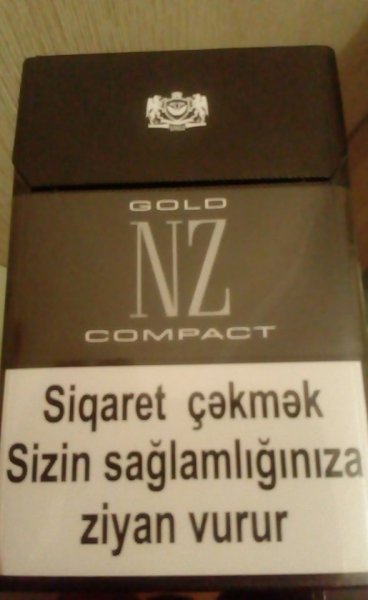 GOLD
NZ
COMPACT
Siqaret çəkmək
Sizin sağlamlığınıza
ziyan vurur